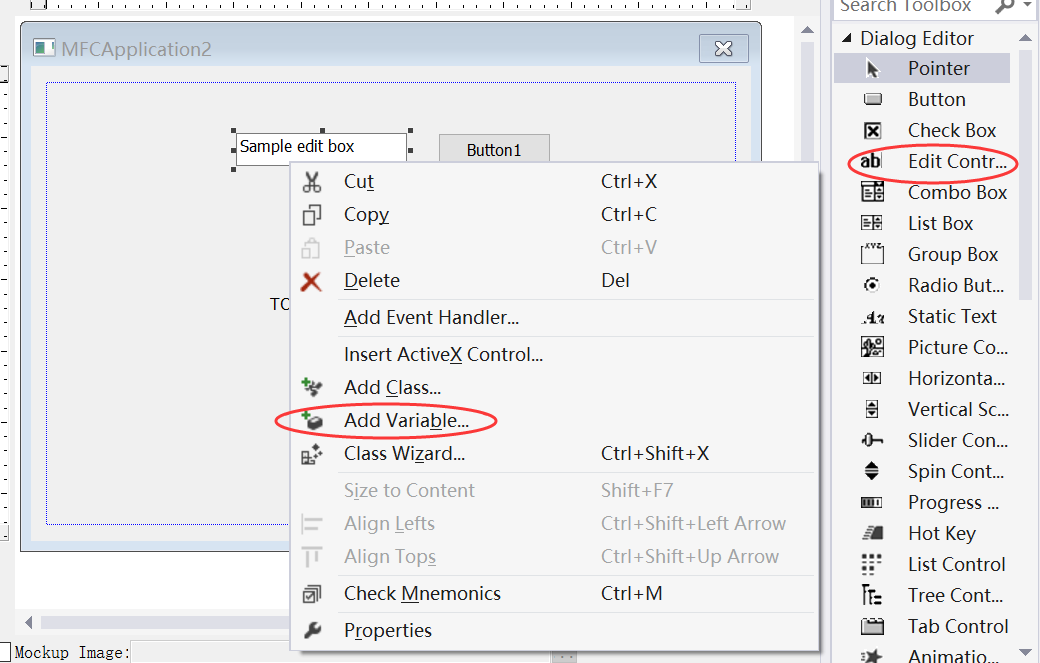 Search Toolbox
MFCApplication2
Sample edit box
Button1
TO
Cut Ctrl+X
Copy Ctrl+C
Paste Ctrl+V
Delete Del
Add Event Handler...
Insert ActiveX Control...
Add Class...
Add Variable...
Class Wizard... Ctrl+Shift+X
Size to Content Shift+F7
Align Lefts Ctrl+Shift+Left Arrow
Align Tops Ctrl+Shift+Up Arrow
Check Mnemonics Ctrl+M
Properties
Mockup Image:
Dialog Editor
Pointer
Button
Check Box
ab Edit Contr...
Combo Box
List Box
XYZ Group Box
Radio But...
Aa Static Text
Picture Co...
Horizonta...
Vertical Sc...
Slider Con...
Spin Cont...
Progress ...
Hot Key
List Control
Tree Cont...
Tab Control
Animatio...